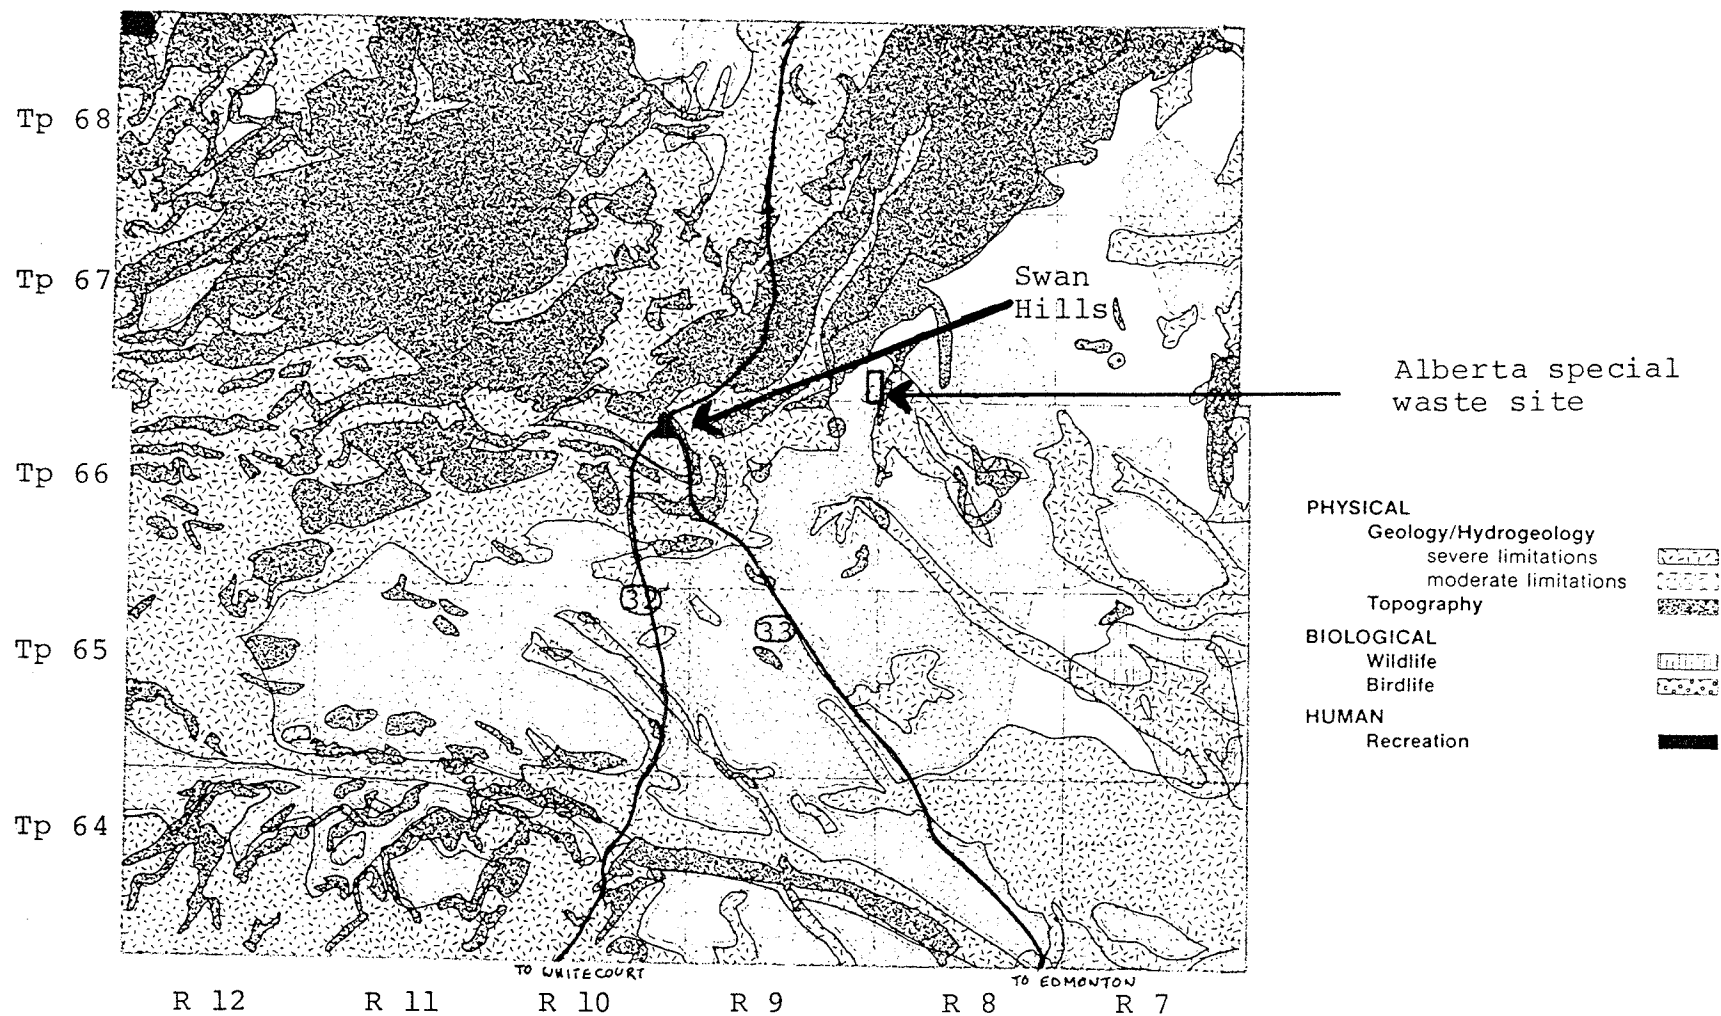 Tp 68
Tp 67
Tp 66
Tp 65
Tp 64
Swan
Hills
Alberta special
waste site
32
33
PHYSICAL
Geology/Hydrogeology
severe limitations
moderate limitations
Topography
BIOLOGICAL
Wildlife
Birdlife
HUMAN
Recreation
TO WHITECOURT
TO EDMONTON
R 12
R 11
R 10
R 9
R 8
R 7